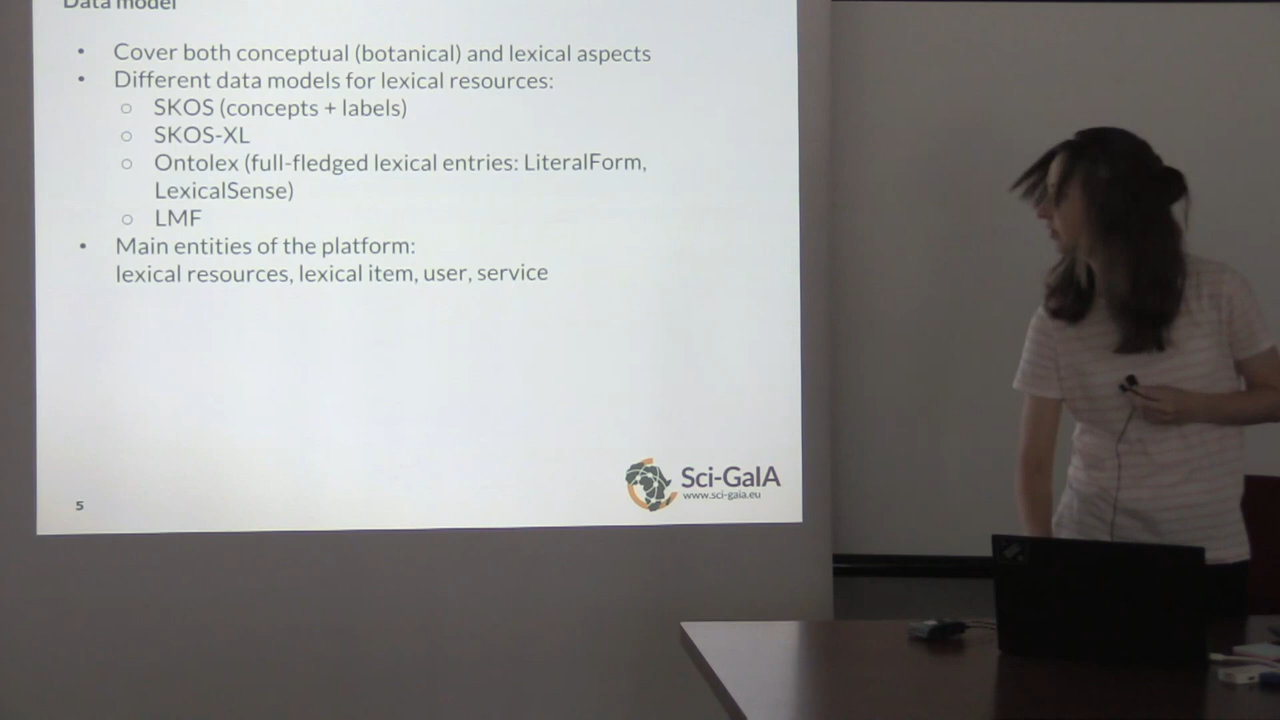 Data model
• Cover both conceptual (botanical) and lexical aspects
• Different data models for lexical resources:
○ SKOS (concepts + labels)
○ SKOS-XL
○ Ontolex (full-fledged lexical entries: LiteralForm,
LexicalSense)
○ LMF
• Main entities of the platform:
lexical resources, lexical item, user, service
Sci-GaIA
www.sci-gaia.eu
5